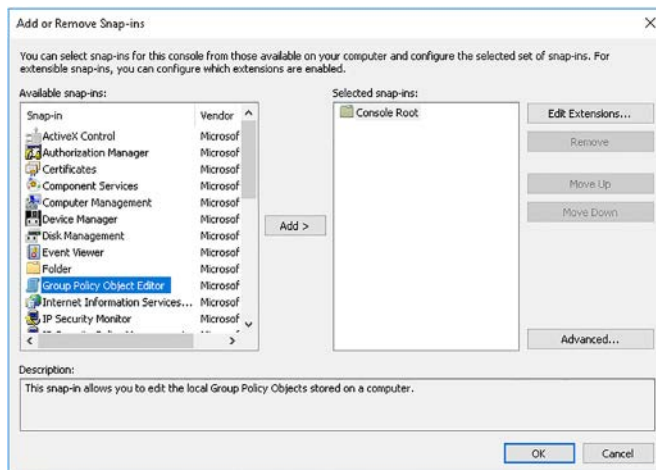 Add or Remove Snap-ins
You can select snap-ins for this console from those available on your computer and configure the selected set of snap-ins. For
extensible snap-ins, you can configure which extensions are enabled.
Available snap-ins:
Snap-in Vendor
ActiveX Control Microsof
Authorization Manager Microsof
Certificates Microsof
Component Services Microsof
Computer Management Microsof
Device Manager Microsof
Disk Management Microsof
Event Viewer Microsof
Folder Microsof
Group Policy Object Editor Microsof
Internet Information Services... Microsof
IP Security Monitor Microsof
Add >
Selected snap-ins:
Console Root
Edit Extensions...
Remove
Move Up
Move Down
Advanced...
Description:
This snap-in allows you to edit the local Group Policy Objects stored on a computer.
OK
Cancel